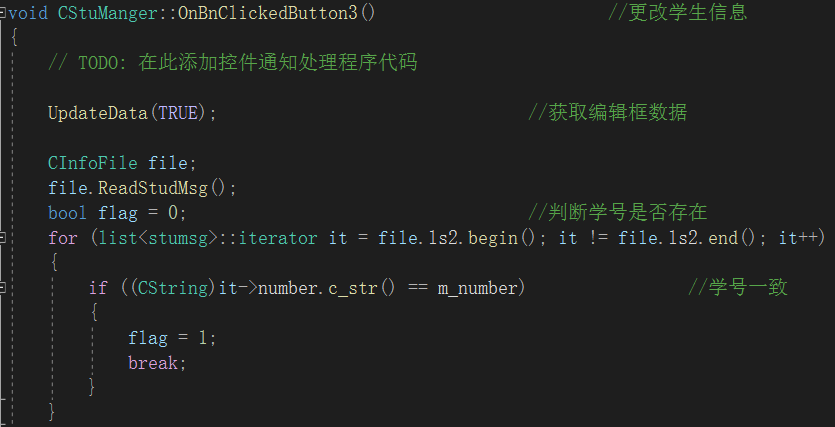 void CStuManger::OnBnClickedButton3() //更改学生信息
{
// TODO: 在此添加控件通知处理程序代码
UpdateData(TRUE); //获取编辑框数据
CInfoFile file;
file.ReadStudMsg();
bool flag = 0; //判断学号是否存在
for (list<stumsg>::iterator it = file.ls2.begin(); it != file.ls2.end(); it++)
{
if ((CString)it->number.c_str() == m_number) //学号一致
{
flag = 1;
break;
}
}